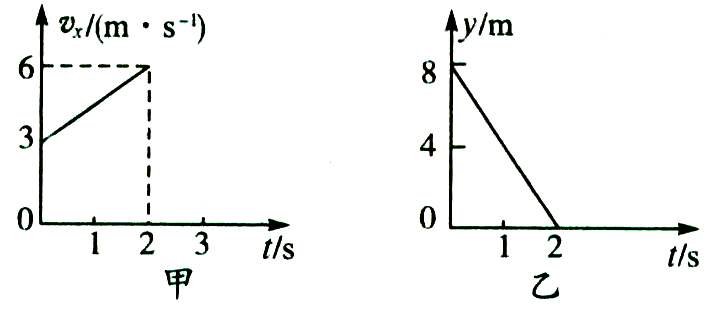 vₓ/(m · s⁻¹)
6
3
0
1 2 3 t/s
甲
y/m
8
4
0
1 2
t/s
乙